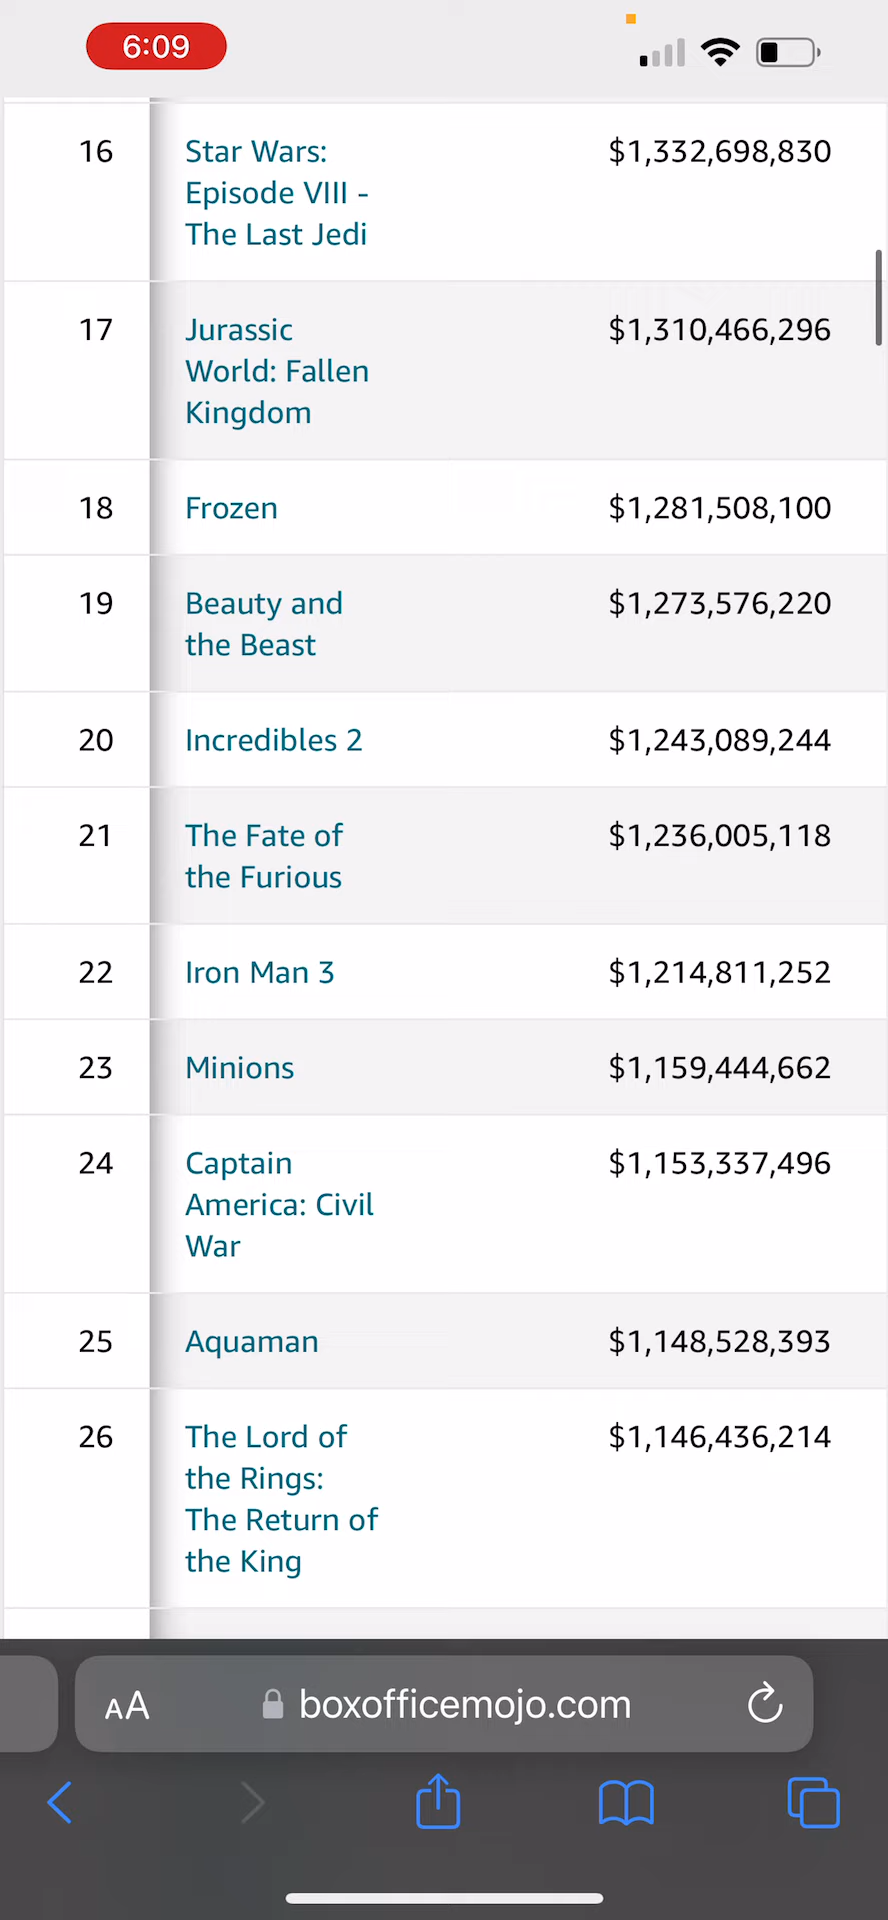 6:09
16 Star Wars: $1,332,698,830
Episode VIII -
The Last Jedi
17 Jurassic $1,310,466,296
World: Fallen
Kingdom
18 Frozen $1,281,508,100
19 Beauty and $1,273,576,220
the Beast
20 Incredibles 2 $1,243,089,244
21 The Fate of $1,236,005,118
the Furious
22 Iron Man 3 $1,214,811,252
23 Minions $1,159,444,662
24 Captain $1,153,337,496
America: Civil
War
25 Aquaman $1,148,528,393
26 The Lord of $1,146,436,214
the Rings:
The Return of
the King
AA boxofficemojo.com